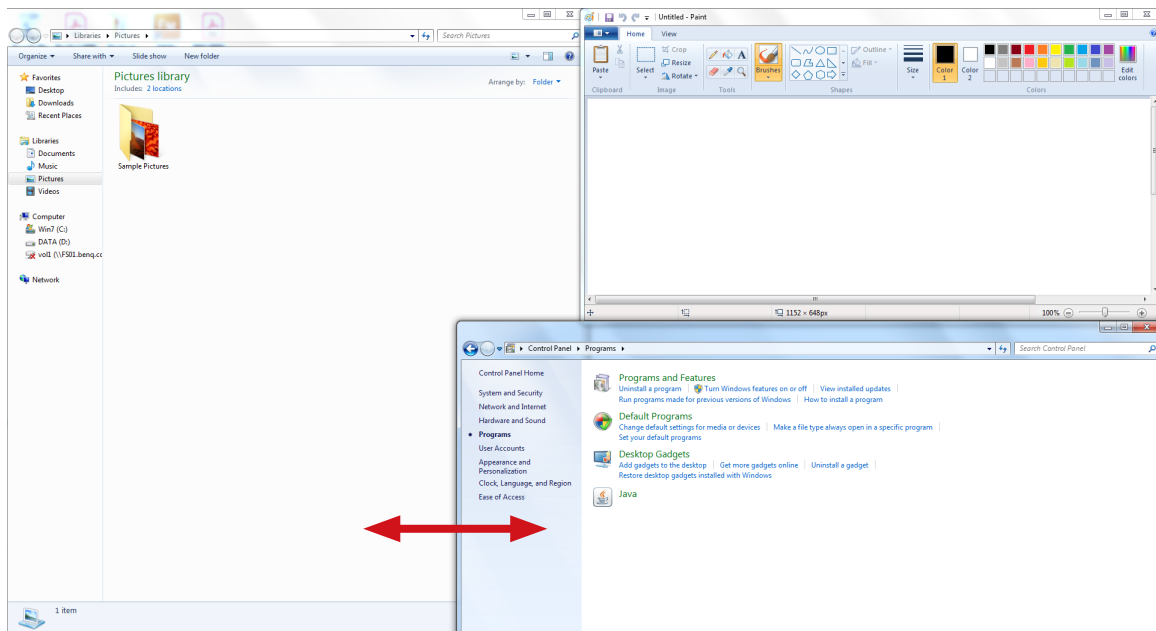 Libraries Pictures
Search Pictures
Organize Share with Slide show New folder
Favorites
Desktop
Downloads
Recent Places
Libraries
Documents
Music
Pictures
Videos
Computer
Win7 (C:)
DATA (D:)
vol1 (\\FS01.benq.cc
Network
Pictures library
Includes: 2 locations
Arrange by: Folder
Sample Pictures
1 item
Untitled - Paint
Home View
Paste
Clipboard
Select
Crop
Resize
Rotate
Image
A
Tools
Brushes
Outline
Fill
Shapes
Size
Color 1
Color 2
Edit colors
Colors
1152 × 648px
100%
Control Panel Programs
Search Control Panel
Control Panel Home
System and Security
Network and Internet
Hardware and Sound
Programs
User Accounts
Appearance and
Personalization
Clock, Language, and Region
Ease of Access
Programs and Features
Uninstall a program Turn Windows features on or off View installed updates
Run programs made for previous versions of Windows How to install a program
Default Programs
Change default settings for media or devices Make a file type always open in a specific program
Set your default programs
Desktop Gadgets
Add gadgets to the desktop Get more gadgets online Uninstall a gadget
Restore desktop gadgets installed with Windows
Java